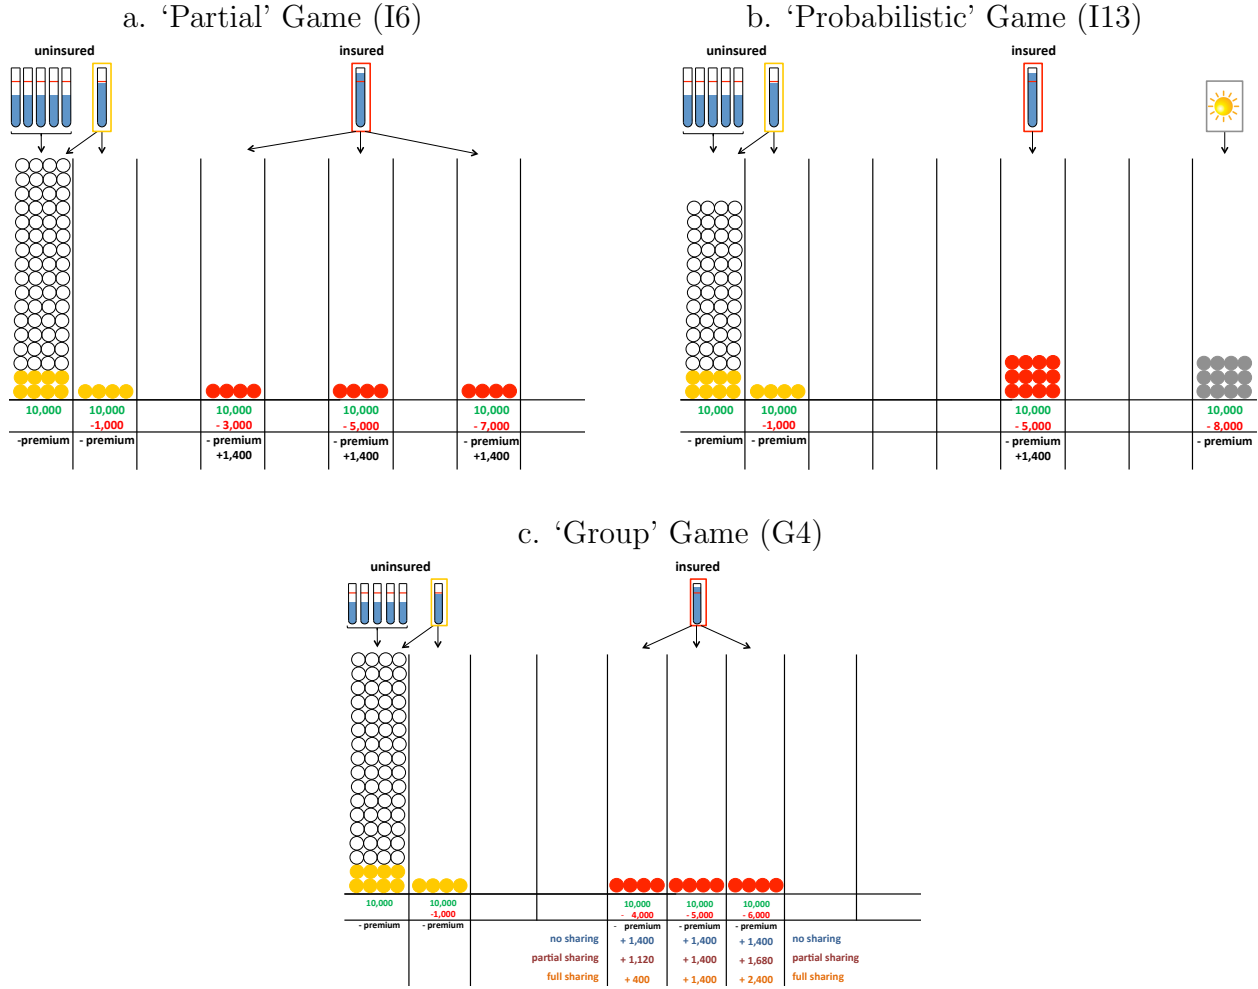 a. ‘Partial’ Game (I6)
b. ‘Probabilistic’ Game (I13)
uninsured
insured
uninsured
insured
10,000 10,000 10,000 10,000 10,000
-1,000 - 3,000 - 5,000 - 7,000
-premium - premium - premium - premium - premium
+1,400 +1,400 +1,400
10,000 10,000 10,000 10,000
-1,000 - 5,000 - 8,000
- premium - premium - premium - premium
+1,400
c. ‘Group’ Game (G4)
uninsured
insured
10,000 10,000 10,000 10,000 10,000
-1,000 - 4,000 - 5,000 - 6,000
- premium - premium - premium - premium - premium
no sharing + 1,400 + 1,400 + 1,400 no sharing
partial sharing + 1,120 + 1,400 + 1,680 partial sharing
full sharing + 400 + 1,400 + 2,400 full sharing